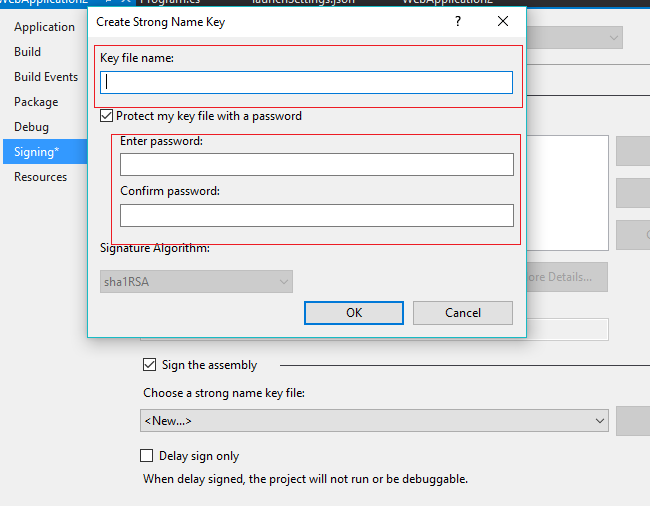 Program.cs
launchSettings.json
WebApplication2
Create Strong Name Key
?
Application
Key file name:
Build
Build Events
Package
Protect my key file with a password
Debug
Enter password:
Signing*
Resources
Confirm password:
Signature Algorithm:
sha1RSA
Details...
OK
Cancel
Sign the assembly
Choose a strong name key file:
<New...>
Delay sign only
When delay signed, the project will not run or be debuggable.